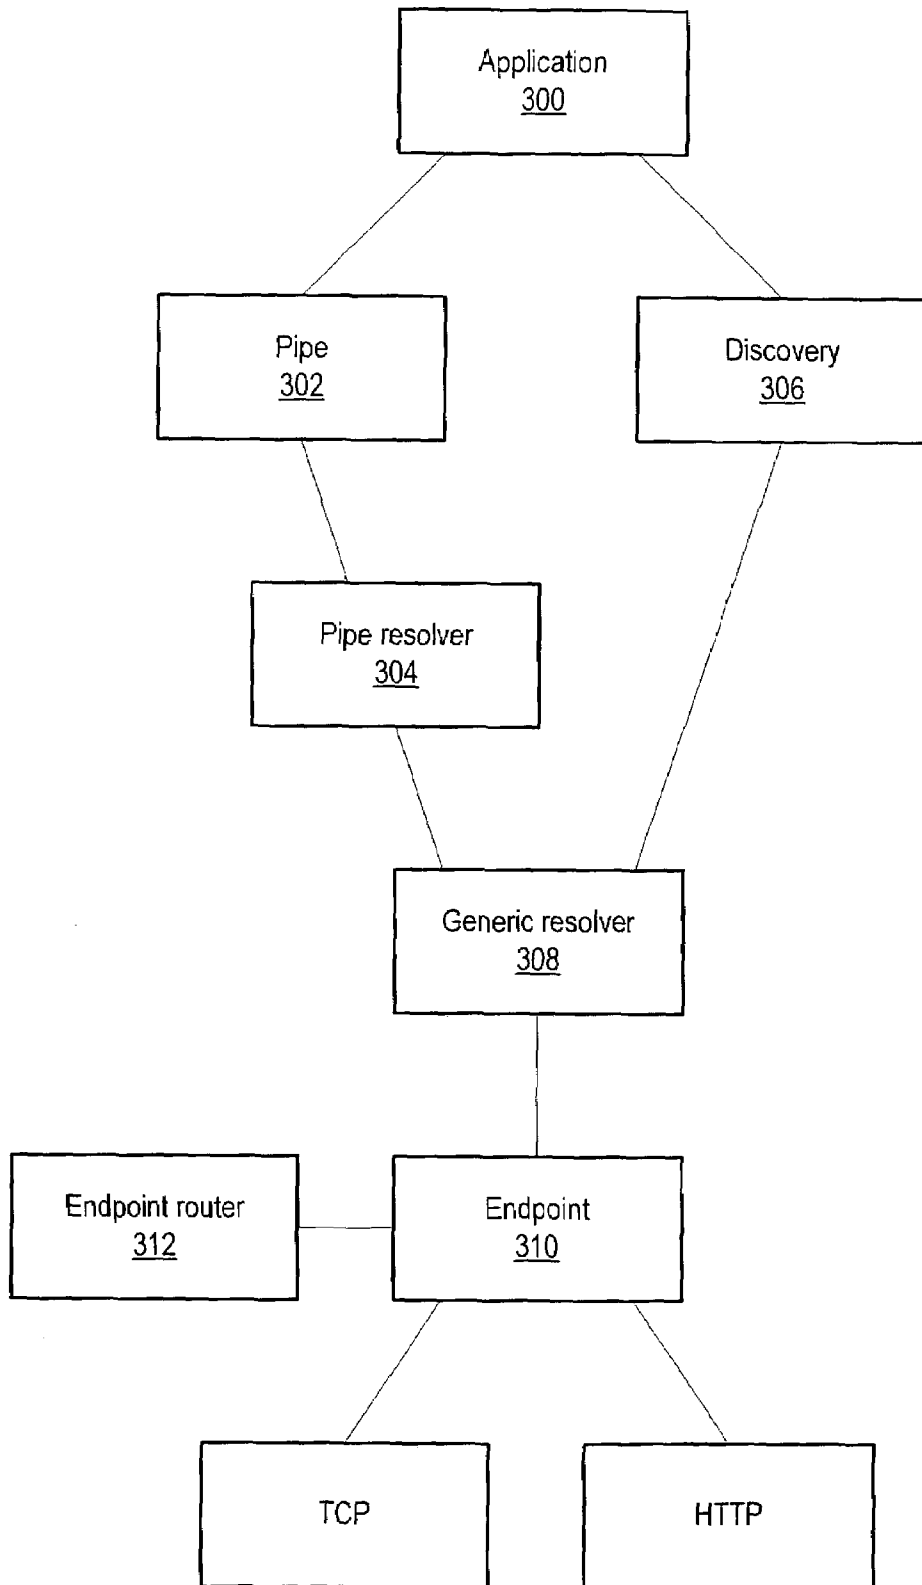 Application
300
Pipe
302
Discovery
306
Pipe resolver
304
Generic resolver
308
Endpoint router
312
Endpoint
310
TCP
HTTP